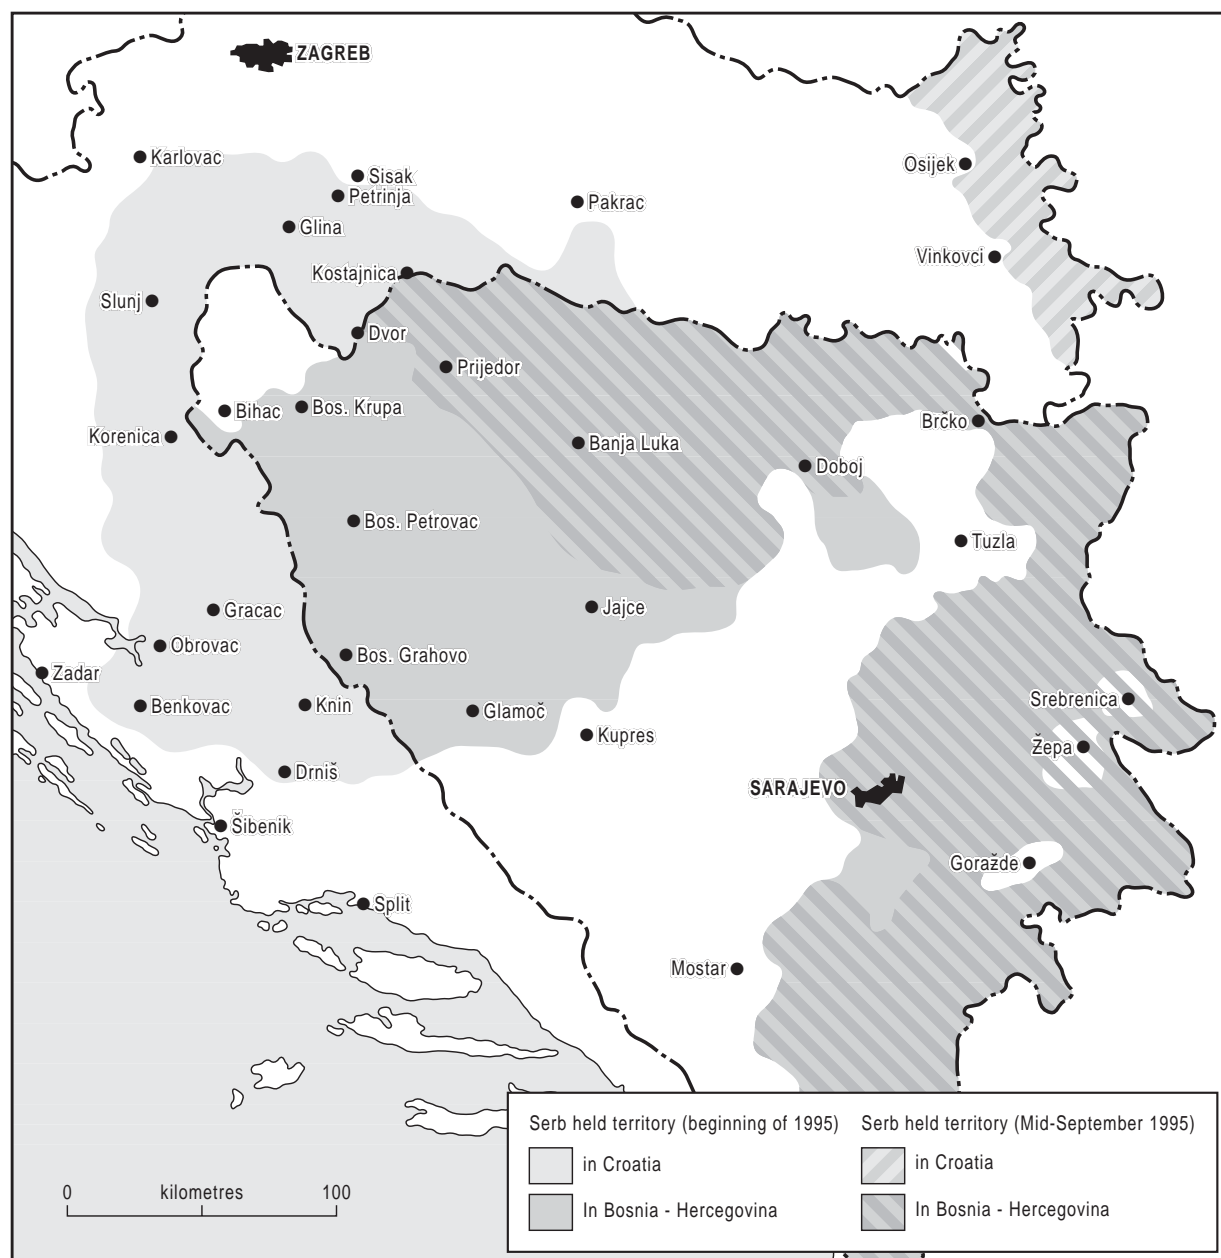 ZAGREB
Karlovac
Sisak
Petrinja
Glina
Pakrac
Osijek
Vinkovci
Kostajnica
Slunj
Dvor
Prijedor
Bihac
Bos. Krupa
Korenica
Banja Luka
Brčko
Doboj
Bos. Petrovac
Tuzla
Gracac
Jajce
Obrovac
Bos. Grahovo
Zadar
Benkovac
Knin
Glamoč
Kupres
Srebrenica
Žepa
Drniš
SARAJEVO
Šibenik
Goražde
Split
Mostar
Serb held territory (beginning of 1995)
in Croatia
In Bosnia - Hercegovina
Serb held territory (Mid-September 1995)
in Croatia
In Bosnia - Hercegovina
0 kilometres 100